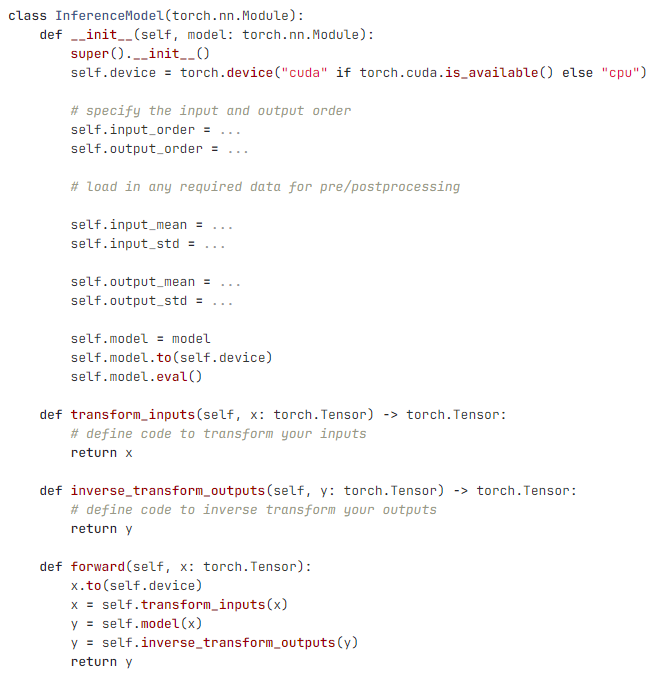 class InferenceModel(torch.nn.Module):
    def __init__(self, model: torch.nn.Module):
        super().__init__()
        self.device = torch.device("cuda" if torch.cuda.is_available() else "cpu")

        # specify the input and output order
        self.input_order = ...
        self.output_order = ...

        # load in any required data for pre/postprocessing

        self.input_mean = ...
        self.input_std = ...

        self.output_mean = ...
        self.output_std = ...

        self.model = model
        self.model.to(self.device)
        self.model.eval()

    def transform_inputs(self, x: torch.Tensor) -> torch.Tensor:
        # define code to transform your inputs
        return x

    def inverse_transform_outputs(self, y: torch.Tensor) -> torch.Tensor:
        # define code to inverse transform your outputs
        return y

    def forward(self, x: torch.Tensor):
        x.to(self.device)
        x = self.transform_inputs(x)
        y = self.model(x)
        y = self.inverse_transform_outputs(y)
        return y